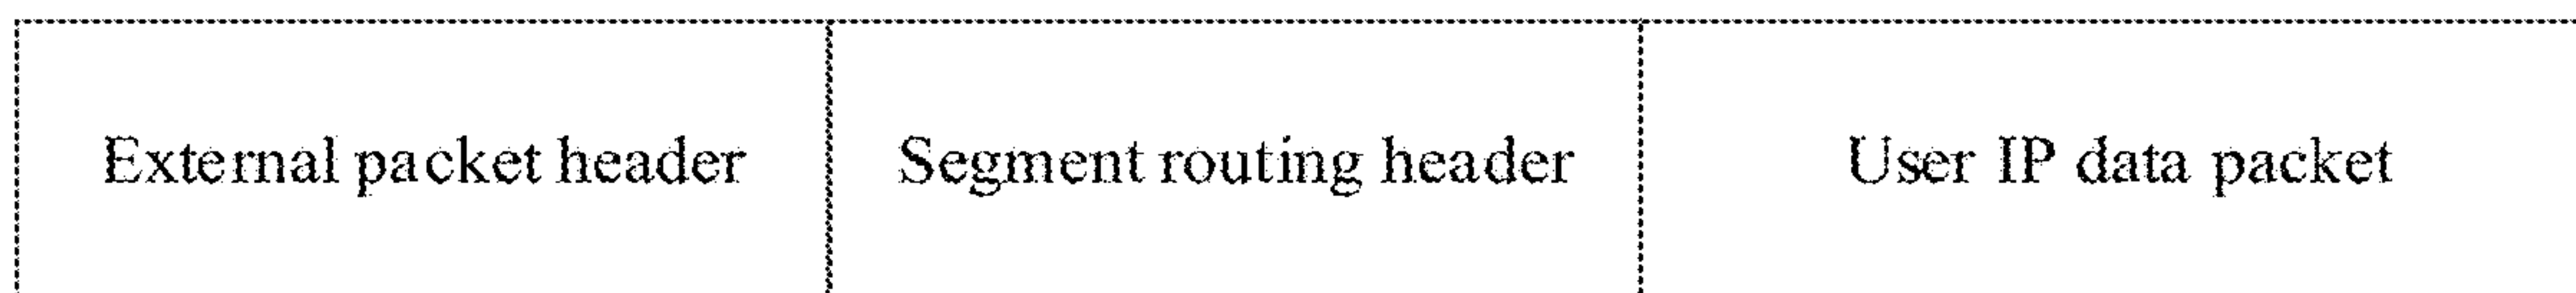 External packet header Segment routing header User IP data packet